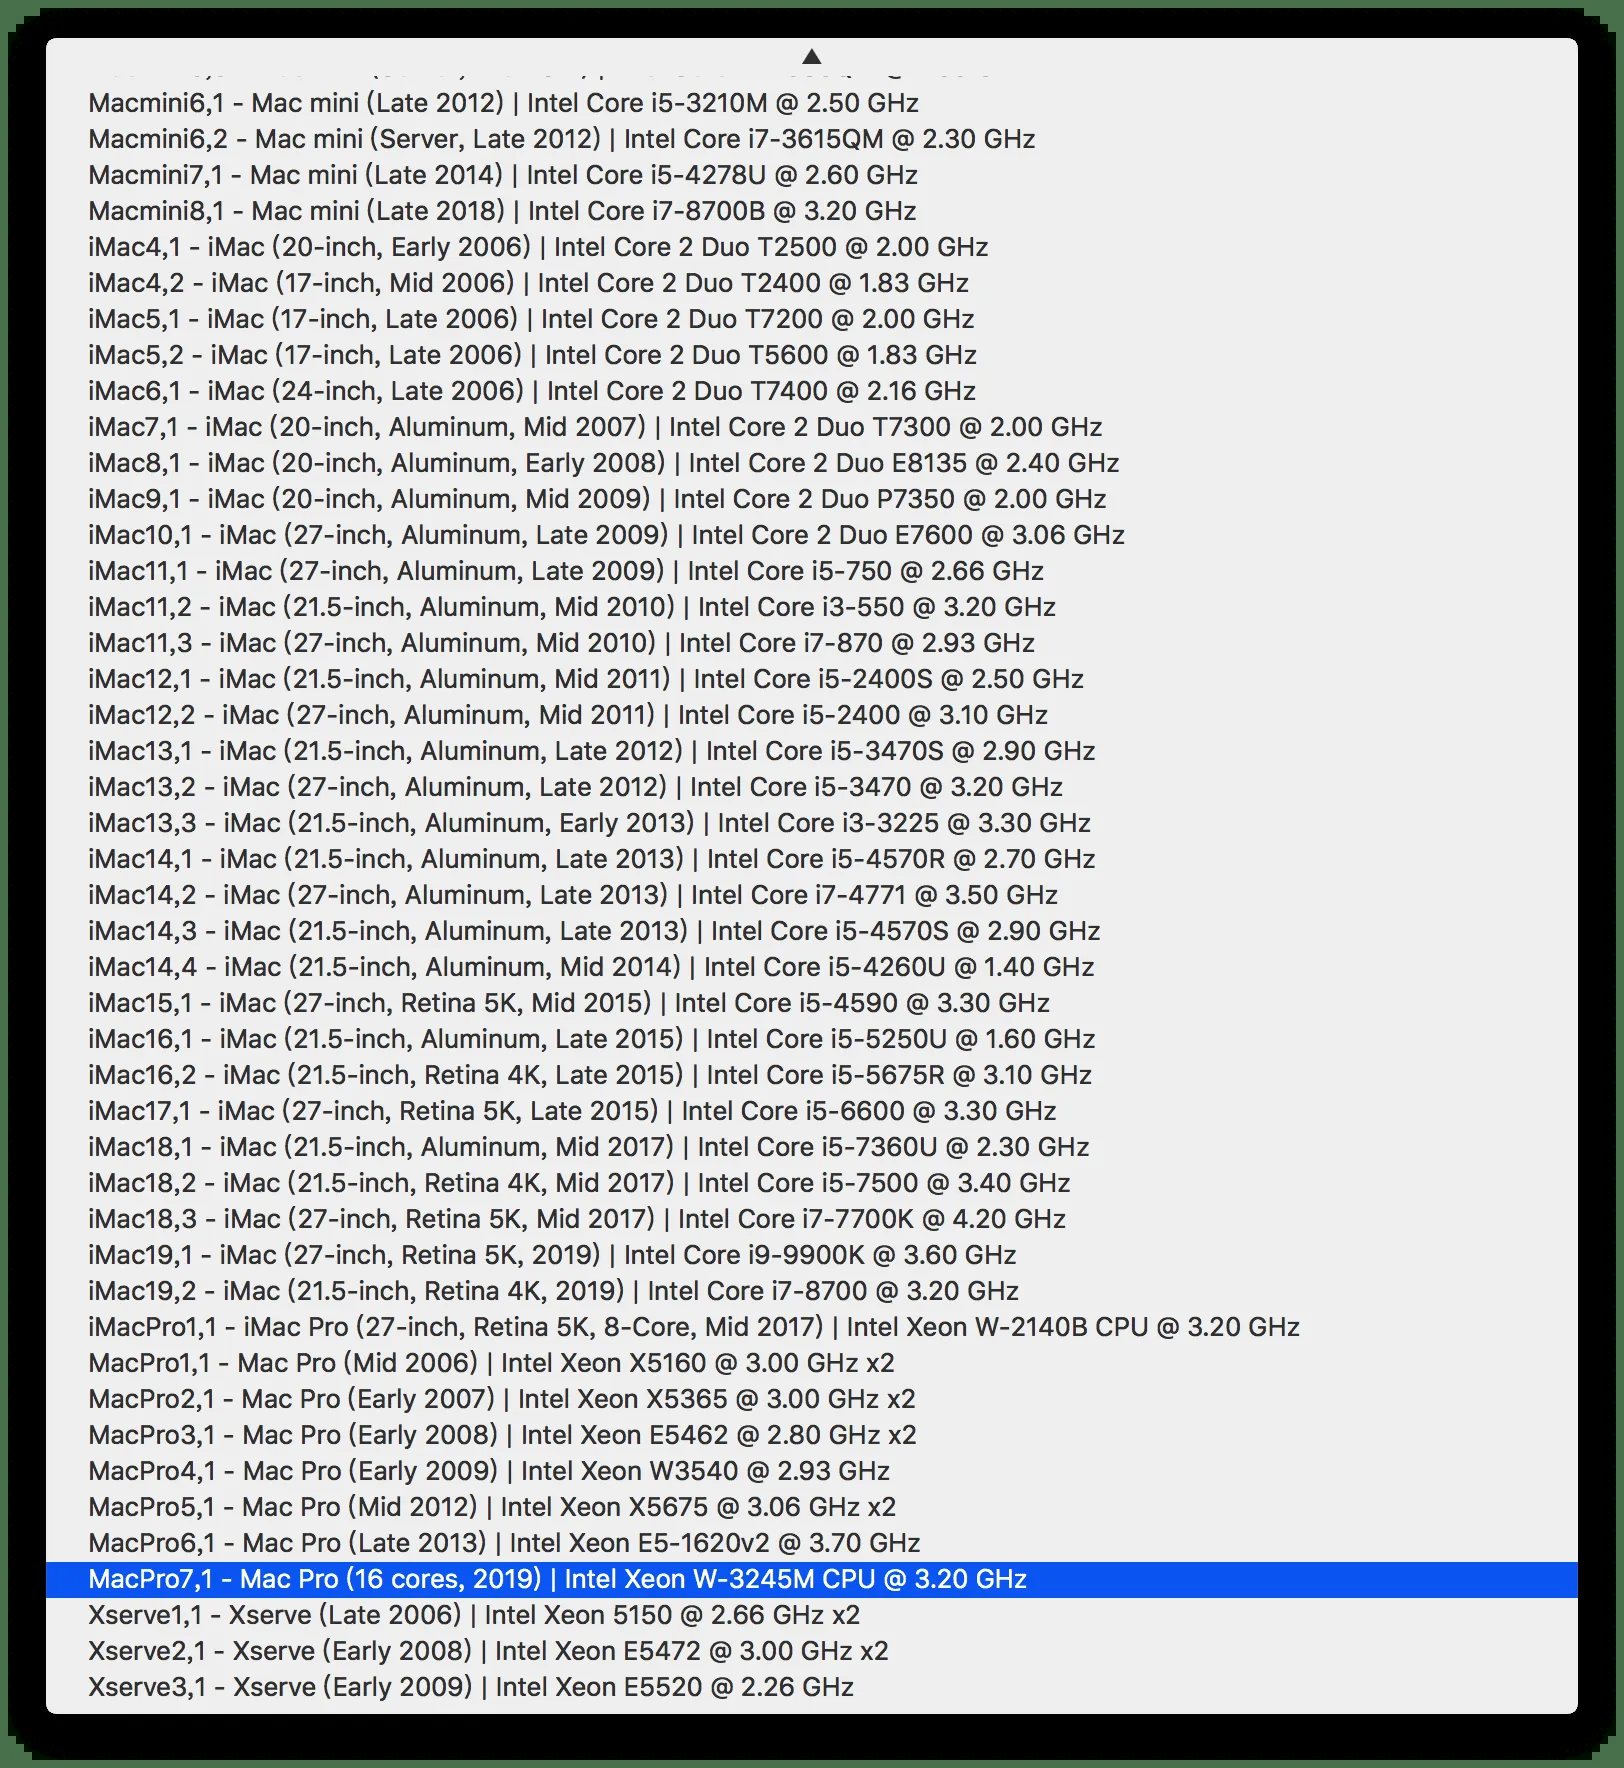 ▲
Macmini6,1 - Mac mini (Late 2012) | Intel Core i5-3210M @ 2.50 GHz
Macmini6,2 - Mac mini (Server, Late 2012) | Intel Core i7-3615QM @ 2.30 GHz
Macmini7,1 - Mac mini (Late 2014) | Intel Core i5-4278U @ 2.60 GHz
Macmini8,1 - Mac mini (Late 2018) | Intel Core i7-8700B @ 3.20 GHz
iMac4,1 - iMac (20-inch, Early 2006) | Intel Core 2 Duo T2500 @ 2.00 GHz
iMac4,2 - iMac (17-inch, Mid 2006) | Intel Core 2 Duo T2400 @ 1.83 GHz
iMac5,1 - iMac (17-inch, Late 2006) | Intel Core 2 Duo T7200 @ 2.00 GHz
iMac5,2 - iMac (17-inch, Late 2006) | Intel Core 2 Duo T5600 @ 1.83 GHz
iMac6,1 - iMac (24-inch, Late 2006) | Intel Core 2 Duo T7400 @ 2.16 GHz
iMac7,1 - iMac (20-inch, Aluminum, Mid 2007) | Intel Core 2 Duo T7300 @ 2.00 GHz
iMac8,1 - iMac (20-inch, Aluminum, Early 2008) | Intel Core 2 Duo E8135 @ 2.40 GHz
iMac9,1 - iMac (20-inch, Aluminum, Mid 2009) | Intel Core 2 Duo P7350 @ 2.00 GHz
iMac10,1 - iMac (27-inch, Aluminum, Late 2009) | Intel Core 2 Duo E7600 @ 3.06 GHz
iMac11,1 - iMac (27-inch, Aluminum, Late 2009) | Intel Core i5-750 @ 2.66 GHz
iMac11,2 - iMac (21.5-inch, Aluminum, Mid 2010) | Intel Core i3-550 @ 3.20 GHz
iMac11,3 - iMac (27-inch, Aluminum, Mid 2010) | Intel Core i7-870 @ 2.93 GHz
iMac12,1 - iMac (21.5-inch, Aluminum, Mid 2011) | Intel Core i5-2400S @ 2.50 GHz
iMac12,2 - iMac (27-inch, Aluminum, Mid 2011) | Intel Core i5-2400 @ 3.10 GHz
iMac13,1 - iMac (21.5-inch, Aluminum, Late 2012) | Intel Core i5-3470S @ 2.90 GHz
iMac13,2 - iMac (27-inch, Aluminum, Late 2012) | Intel Core i5-3470 @ 3.20 GHz
iMac13,3 - iMac (21.5-inch, Aluminum, Early 2013) | Intel Core i3-3225 @ 3.30 GHz
iMac14,1 - iMac (21.5-inch, Aluminum, Late 2013) | Intel Core i5-4570R @ 2.70 GHz
iMac14,2 - iMac (27-inch, Aluminum, Late 2013) | Intel Core i7-4771 @ 3.50 GHz
iMac14,3 - iMac (21.5-inch, Aluminum, Late 2013) | Intel Core i5-4570S @ 2.90 GHz
iMac14,4 - iMac (21.5-inch, Aluminum, Mid 2014) | Intel Core i5-4260U @ 1.40 GHz
iMac15,1 - iMac (27-inch, Retina 5K, Mid 2015) | Intel Core i5-4590 @ 3.30 GHz
iMac16,1 - iMac (21.5-inch, Aluminum, Late 2015) | Intel Core i5-5250U @ 1.60 GHz
iMac16,2 - iMac (21.5-inch, Retina 4K, Late 2015) | Intel Core i5-5675R @ 3.10 GHz
iMac17,1 - iMac (27-inch, Retina 5K, Late 2015) | Intel Core i5-6600 @ 3.30 GHz
iMac18,1 - iMac (21.5-inch, Aluminum, Mid 2017) | Intel Core i5-7360U @ 2.30 GHz
iMac18,2 - iMac (21.5-inch, Retina 4K, Mid 2017) | Intel Core i5-7500 @ 3.40 GHz
iMac18,3 - iMac (27-inch, Retina 5K, Mid 2017) | Intel Core i7-7700K @ 4.20 GHz
iMac19,1 - iMac (27-inch, Retina 5K, 2019) | Intel Core i9-9900K @ 3.60 GHz
iMac19,2 - iMac (21.5-inch, Retina 4K, 2019) | Intel Core i7-8700 @ 3.20 GHz
iMacPro1,1 - iMac Pro (27-inch, Retina 5K, 8-Core, Mid 2017) | Intel Xeon W-2140B CPU @ 3.20 GHz
MacPro1,1 - Mac Pro (Mid 2006) | Intel Xeon X5160 @ 3.00 GHz x2
MacPro2,1 - Mac Pro (Early 2007) | Intel Xeon X5365 @ 3.00 GHz x2
MacPro3,1 - Mac Pro (Early 2008) | Intel Xeon E5462 @ 2.80 GHz x2
MacPro4,1 - Mac Pro (Early 2009) | Intel Xeon W3540 @ 2.93 GHz
MacPro5,1 - Mac Pro (Mid 2012) | Intel Xeon X5675 @ 3.06 GHz x2
MacPro6,1 - Mac Pro (Late 2013) | Intel Xeon E5-1620v2 @ 3.70 GHz
MacPro7,1 - Mac Pro (16 cores, 2019) | Intel Xeon W-3245M CPU @ 3.20 GHz
Xserve1,1 - Xserve (Late 2006) | Intel Xeon 5150 @ 2.66 GHz x2
Xserve2,1 - Xserve (Early 2008) | Intel Xeon E5472 @ 3.00 GHz x2
Xserve3,1 - Xserve (Early 2009) | Intel Xeon E5520 @ 2.26 GHz